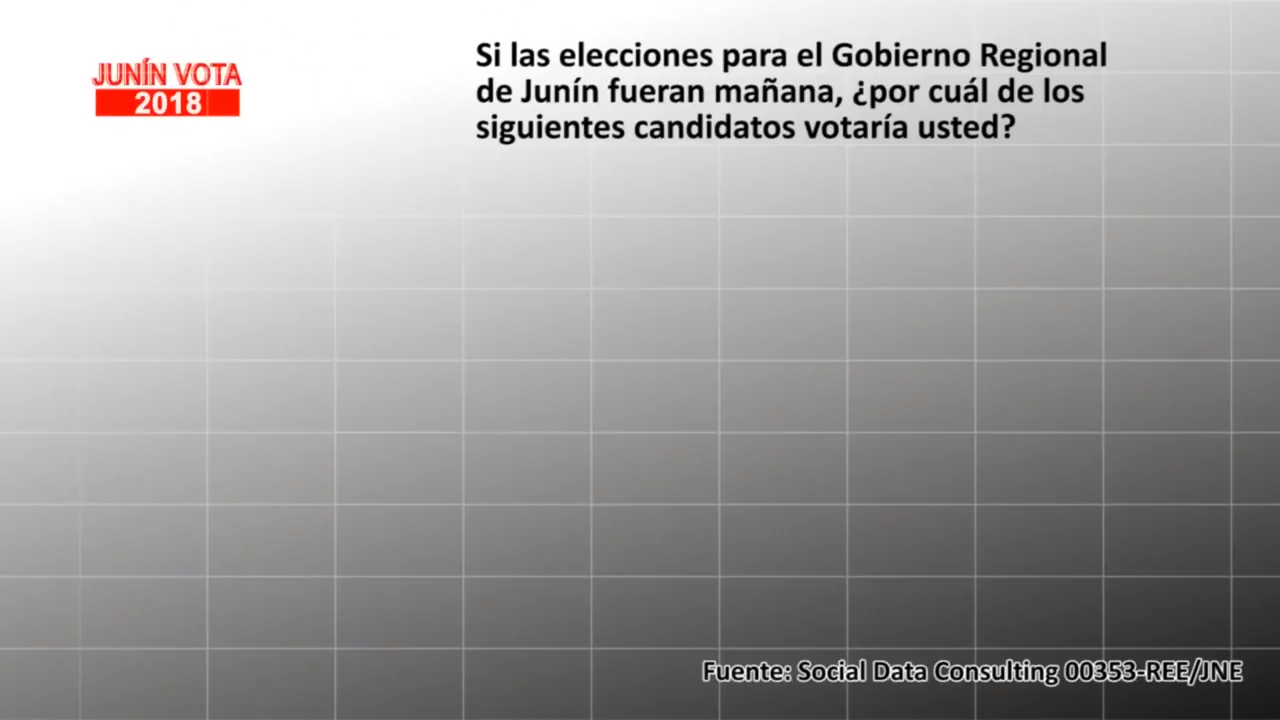 JUNÍN VOTA
2018
Si las elecciones para el Gobierno Regional
de Junín fueran mañana, ¿por cuál de los
siguientes candidatos votaría usted?
Fuente: Social Data Consulting 00353-REE/JNE